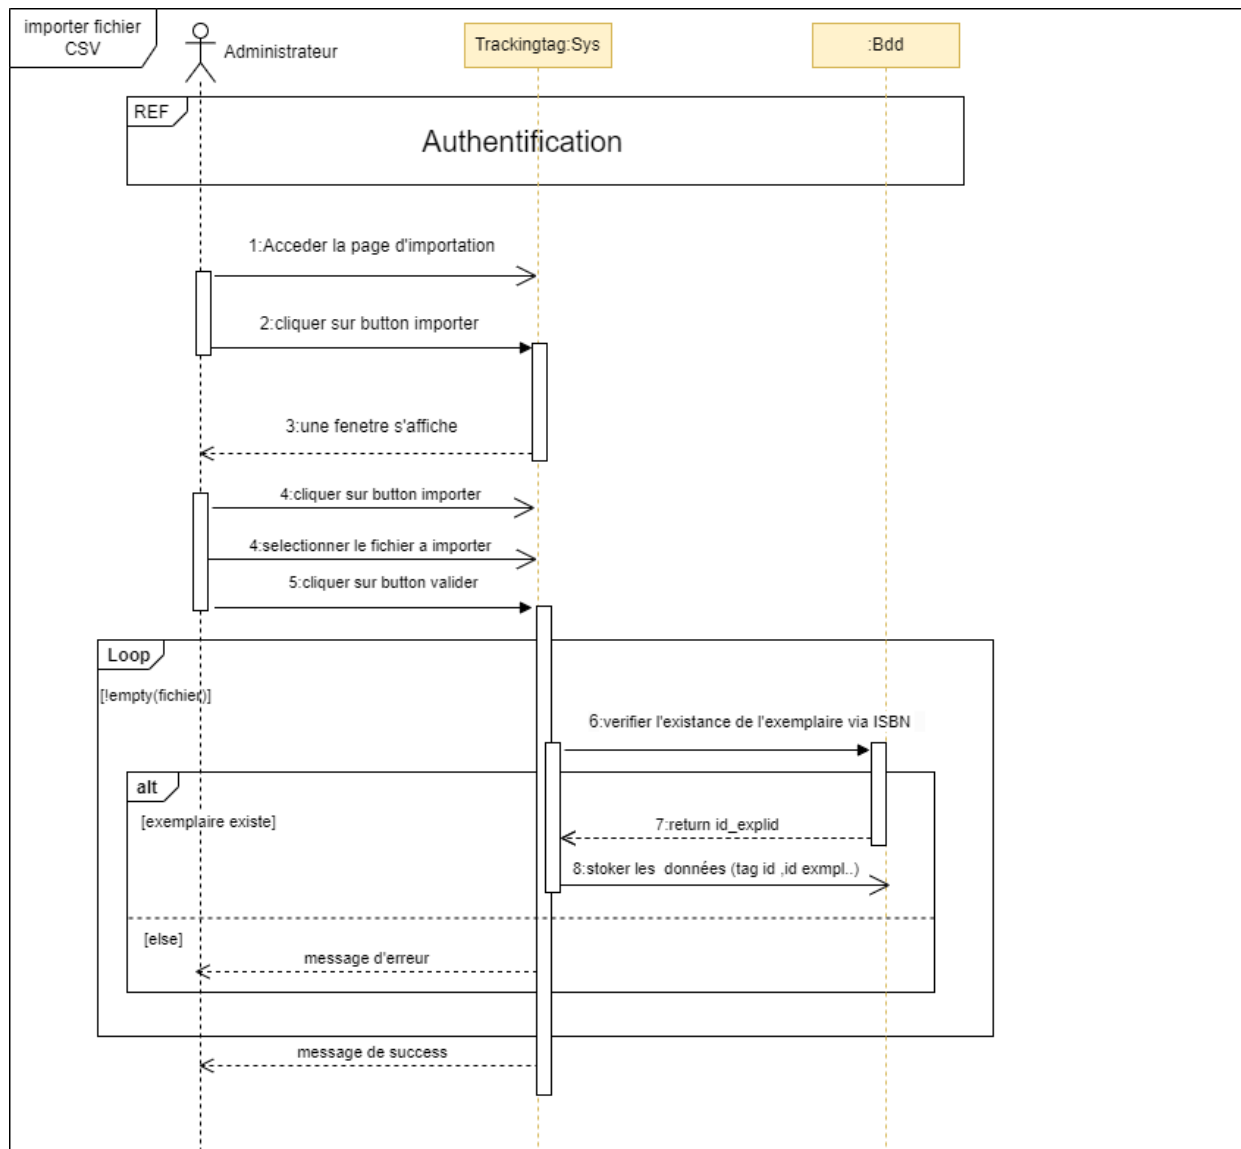 importer fichier
CSV
Administrateur
Trackingtag:Sys
:Bdd
REF
Authentification
1:Acceder la page d'importation
2:cliquer sur button importer
3:une fenetre s'affiche
4:cliquer sur button importer
4:selectionner le fichier a importer
5:cliquer sur button valider
Loop
[!empty(fichier)]
6:verifier l'existance de l'exemplaire via ISBN
alt
[exemplaire existe]
7:return id_explid
8:stoker les données (tag id ,id exmpl..)
[else]
message d'erreur
message de success